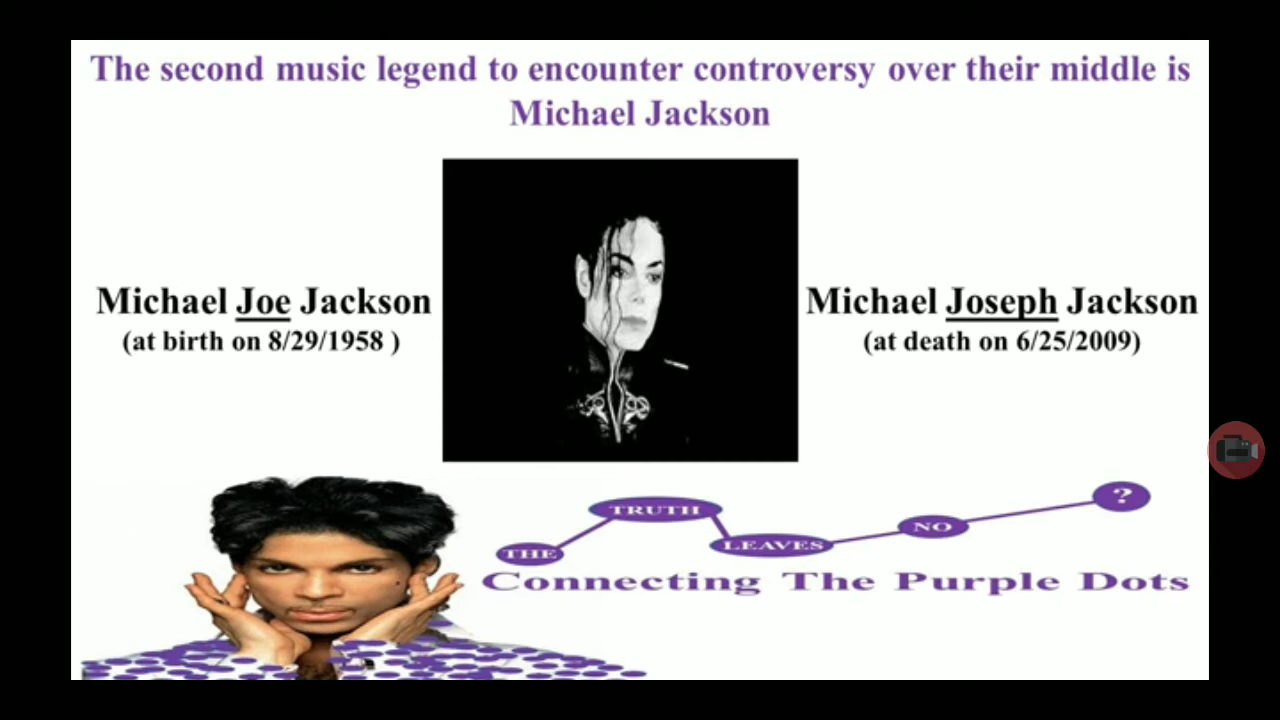 The second music legend to encounter controversy over their middle is
Michael Jackson
Michael Joe Jackson
(at birth on 8/29/1958 )
Michael Joseph Jackson
(at death on 6/25/2009)
THE TRUTH LEAVES NO ?
Connecting The Purple Dots